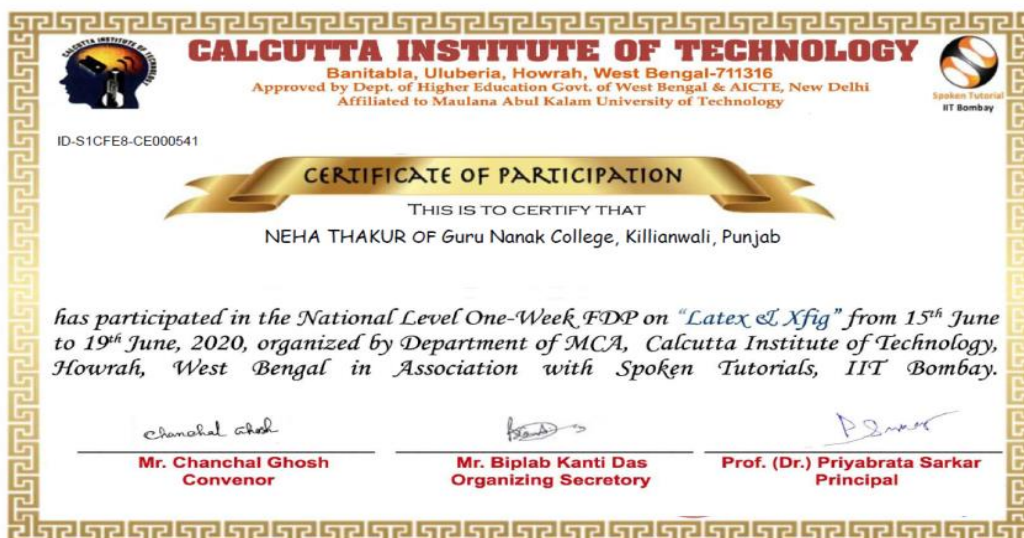 CALCUTTA INSTITUTE OF TECHNOLOGY
CALCUTTA INSTITUTE OF TECHNOLOGY
Banitabla, Uluberia, Howrah, West Bengal-711316
Approved by Dept. of Higher Education Govt. of West Bengal & AICTE, New Delhi
Affiliated to Maulana Abul Kalam University of Technology
Spoken Tutorial
IIT Bombay
ID-S1CFE8-CE000541
CERTIFICATE OF PARTICIPATION
THIS IS TO CERTIFY THAT
NEHA THAKUR OF Guru Nanak College, Killianwali, Punjab
has participated in the National Level One-Week FDP on "Latex & Xfig" from 15th June
to 19th June, 2020, organized by Department of MCA, Calcutta Institute of Technology,
Howrah, West Bengal in Association with Spoken Tutorials, IIT Bombay.
Chanchal Ghosh
Mr. Chanchal Ghosh
Convenor
Mr. Biplab Kanti Das
Organizing Secretory
P Sarkar
Prof. (Dr.) Priyabrata Sarkar
Principal